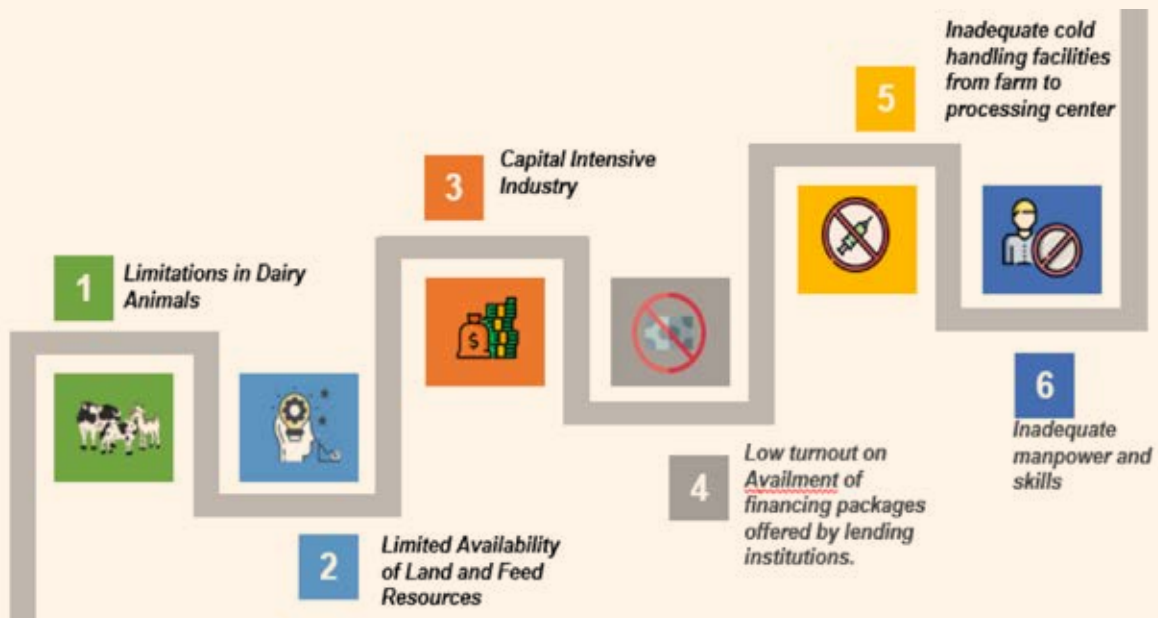 1
Limitations in Dairy
Animals
2
Limited Availability
of Land and Feed
Resources
3
Capital Intensive
Industry
$
4
Low turnout on
Availment of
financing packages
offered by lending
institutions.
5
Inadequate cold
handling facilities
from farm to
processing center
6
Inadequate
manpower and
skills